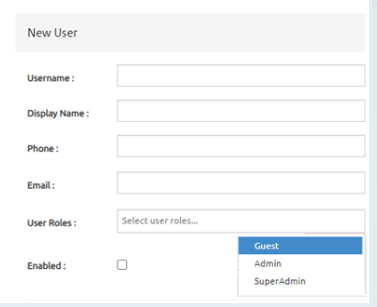 New User
Username :
Display Name :
Phone :
Email :
User Roles :
Select user roles...
Guest
Admin
SuperAdmin
Enabled :